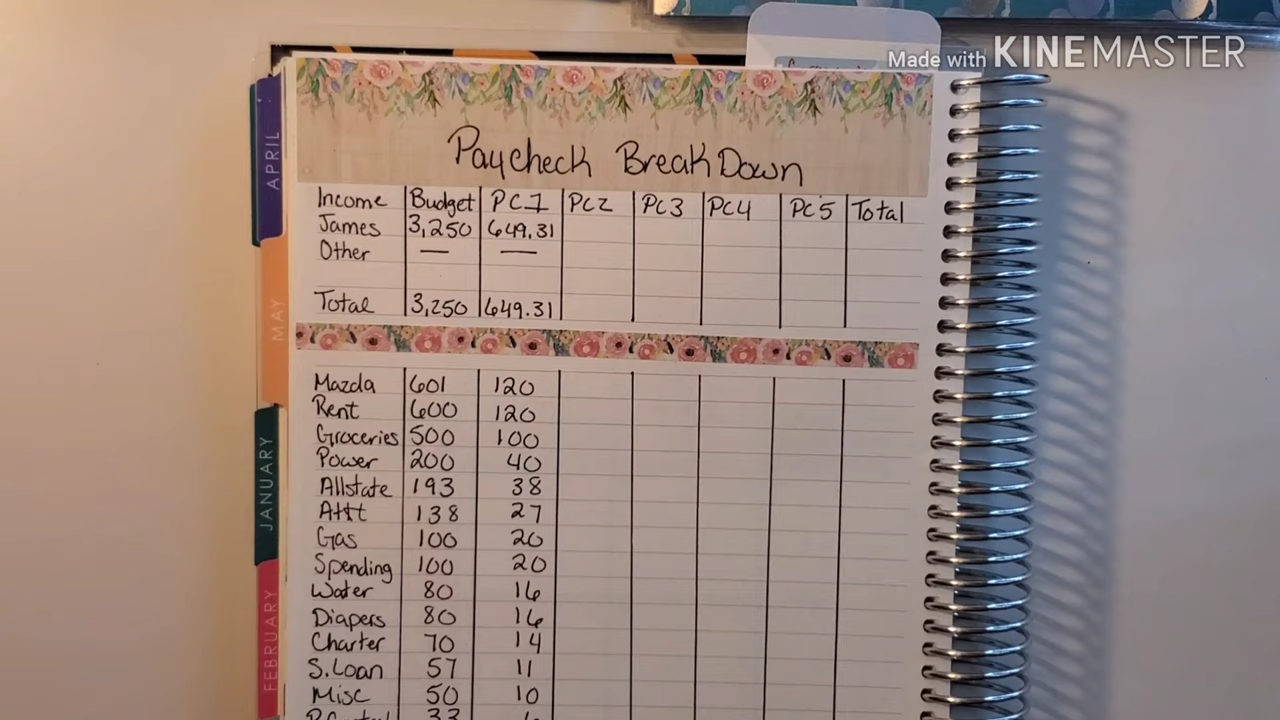 Made with KINEMASTER
Paycheck BreakDown
Income Budget PC1 PC2 PC3 PC4 PC5 Total
James 3,250 649.31
Other — —
Total 3,250 649.31
Mazda 601 120
Rent 600 120
Groceries 500 100
Power 200 40
Allstate 193 38
Att 138 27
Gas 100 20
Spending 100 20
Water 80 16
Diapers 80 16
Charter 70 14
S.Loan 57 11
Misc 50 10
33
APRIL
MAY
JANUARY
FEBRUARY